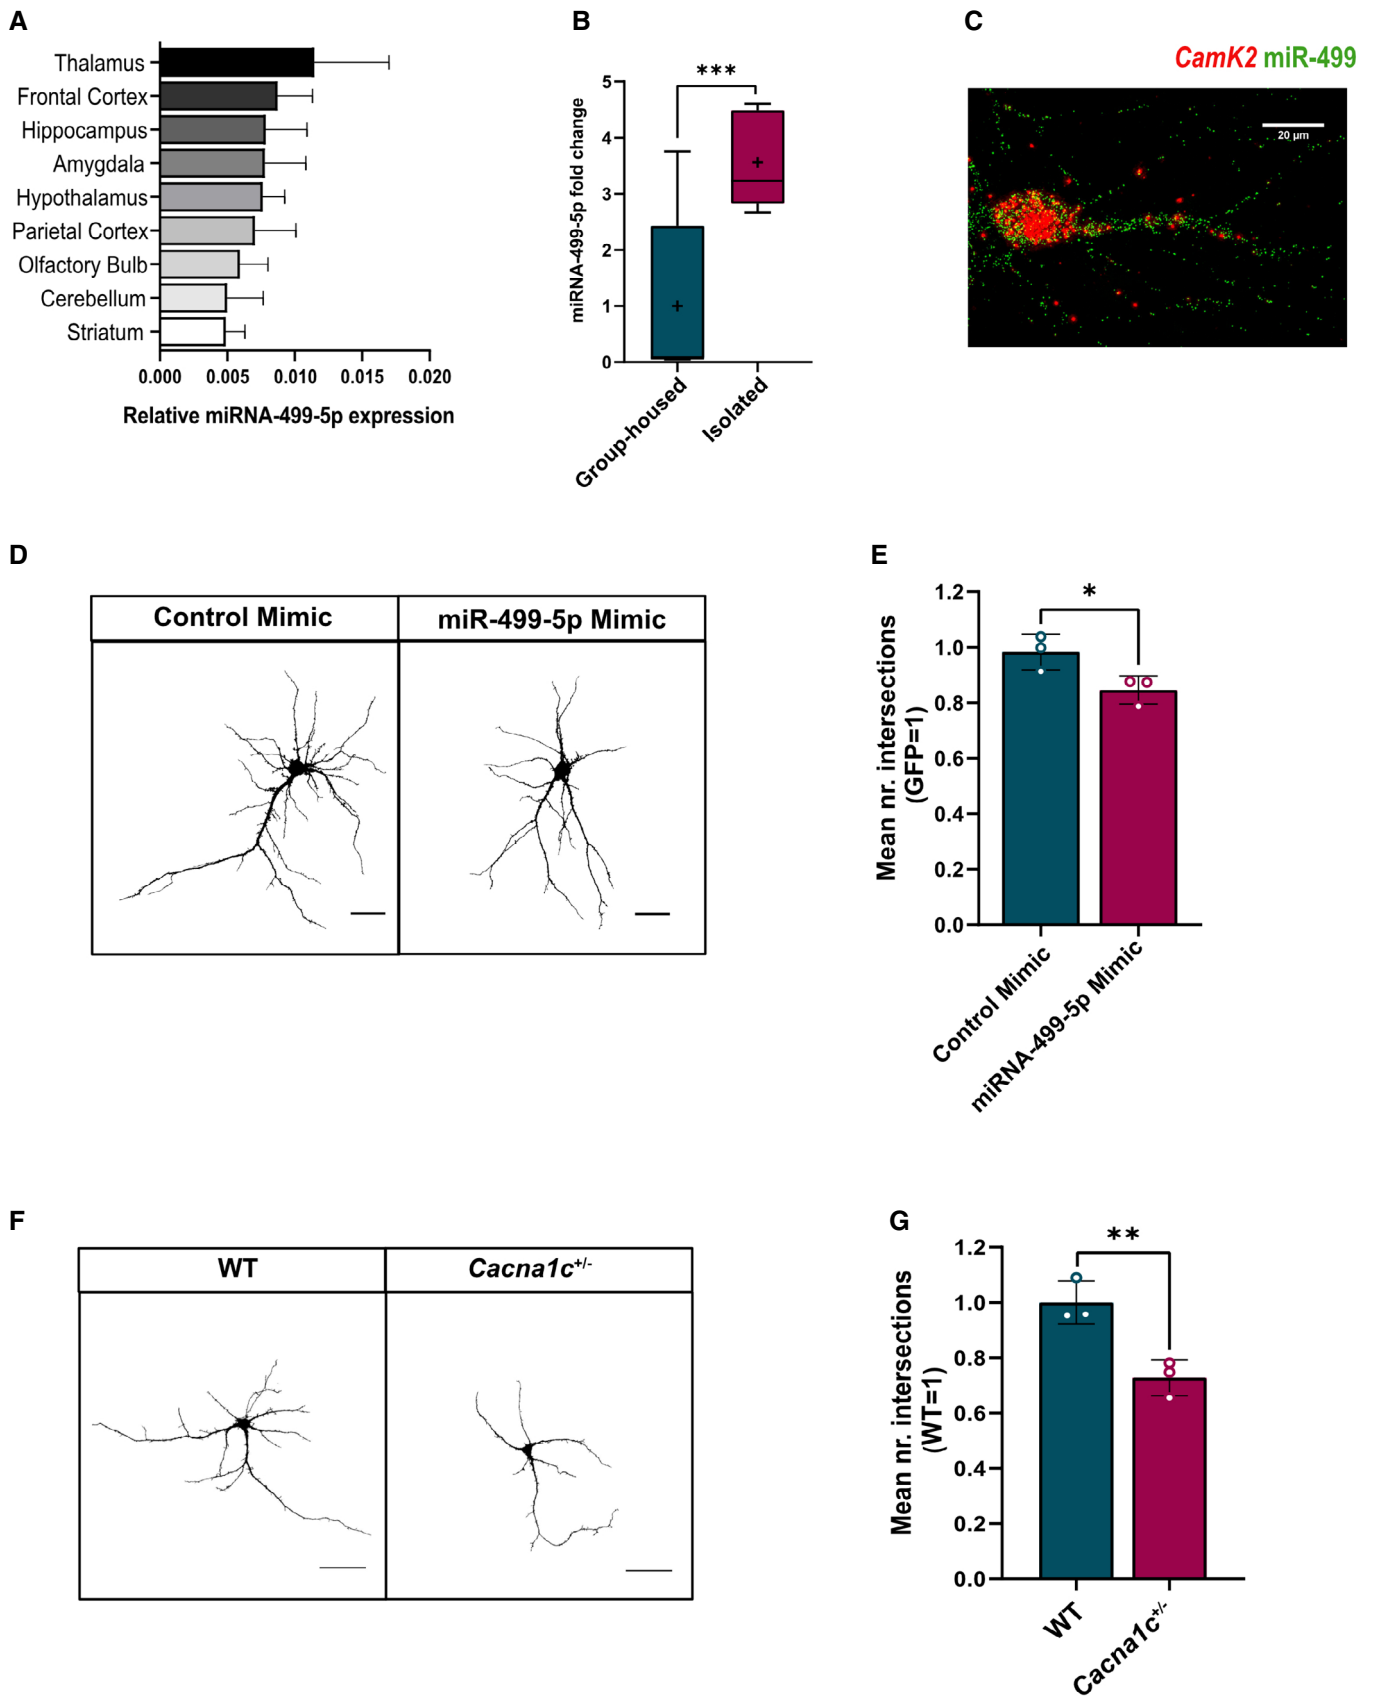 A
Thalamus
Frontal Cortex
Hippocampus
Amygdala
Hypothalamus
Parietal Cortex
Olfactory Bulb
Cerebellum
Striatum
0.000 0.005 0.010 0.015 0.020
Relative miRNA-499-5p expression
B
***
miRNA-499-5p fold change
5
4
3
2
1
0
Group-housed
Isolated
C
CamK2 miR-499
20 µm
D
Control Mimic
miR-499-5p Mimic
E
*
Mean nr. intersections
(GFP=1)
1.2
1.0
0.8
0.6
0.4
0.2
0.0
Control Mimic
miRNA-499-5p Mimic
F
WT
Cacna1c+/-
G
**
Mean nr. intersections
(WT=1)
1.2
1.0
0.8
0.6
0.4
0.2
0.0
WT
Cacna1c+/-